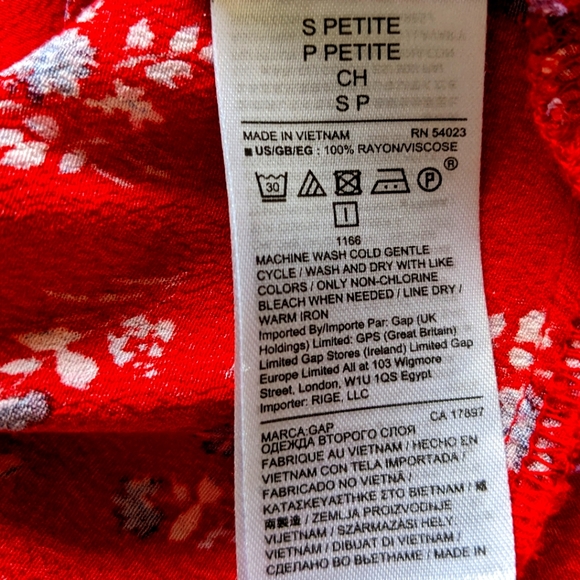 S PETITE
P PETITE
CH
S P
MADE IN VIETNAM RN 54023
■ US/GB/EG : 100% RAYON/VISCOSE
30 P ®
1166
MACHINE WASH COLD GENTLE
CYCLE / WASH AND DRY WITH LIKE
COLORS / ONLY NON-CHLORINE
BLEACH WHEN NEEDED / LINE DRY /
WARM IRON
Imported By/Importe Par: Gap (UK
Holdings) Limited: GPS (Great Britain)
Limited Gap Stores (Ireland) Limited Gap
Europe Limited All at 103 Wigmore
Street, London, W1U 1QS Egypt
Importer: RIGE, LLC
MARCA:GAP CA 17897
ОДЕЖДА ВТОРОГО СЛОЯ
FABRIQUÉ AU VIETNAM / HECHO EN
VIETNAM CON TELA IMPORTADA /
FABRICADO NO VIETNÃ /
ΚΑΤΑΣΚΕΥΑΣΤΗΚΕ ΣΤΟ ΒΙΕΤΝΑΜ / 越
南製造 / ZEMLJA PROIZVODNJE
VIJETNAM / SZÁRMAZÁSI HELY
VIETNAM / DIBUAT DI VIETNAM /
СДЕЛАНО ВО ВЬЕТНАМЕ / MADE IN